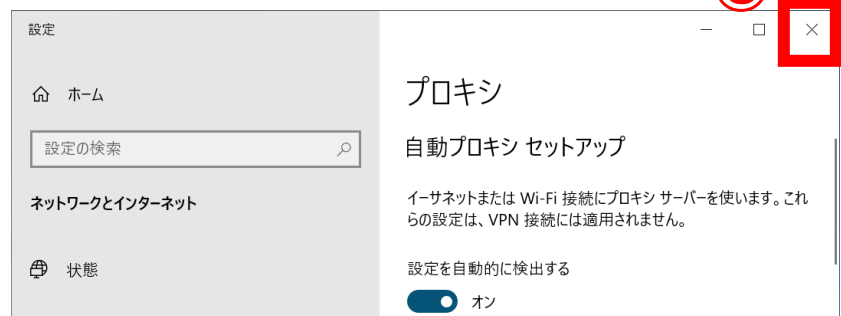 設定
ホーム
設定の検索
ネットワークとインターネット
状態
プロキシ
自動プロキシ セットアップ
イーサネットまたは Wi-Fi 接続にプロキシ サーバーを使います。これ
らの設定は、VPN 接続には適用されません。
設定を自動的に検出する
オン